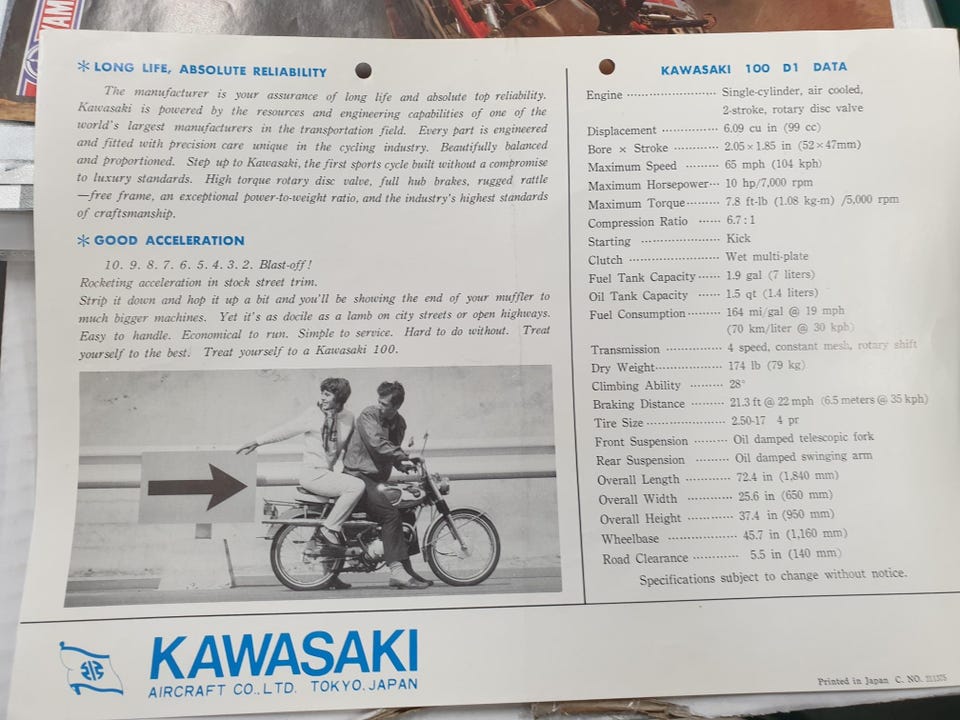 YAM
* LONG LIFE, ABSOLUTE RELIABILITY
The manufacturer is your assurance of long life and absolute top reliability.
Kawasaki is powered by the resources and engineering capabilities of one of the
world's largest manufacturers in the transportation field. Every part is engineered
and fitted with precision care unique in the cycling industry. Beautifully balanced
and proportioned. Step up to Kawasaki, the first sports cycle built without a compromise
to luxury standards. High torque rotary disc valve, full hub brakes, rugged rattle
—free frame, an exceptional power-to-weight ratio, and the industry's highest standards
of craftsmanship.
* GOOD ACCELERATION
10. 9. 8. 7. 6. 5. 4. 3. 2. Blast-off!
Rocketing acceleration in stock street trim.
Strip it down and hop it up a bit and you'll be showing the end of your muffler to
much bigger machines. Yet it's as docile as a lamb on city streets or open highways.
Easy to handle. Economical to run. Simple to service. Hard to do without. Treat
yourself to the best. Treat yourself to a Kawasaki 100.
KAWASAKI 100 D1 DATA
Engine ························ Single-cylinder, air cooled,
2-stroke, rotary disc valve
Displacement ··············· 6.09 cu in (99 cc)
Bore × Stroke ············ 2.05×1.85 in (52×47mm)
Maximum Speed ········ 65 mph (104 kph)
Maximum Horsepower··· 10 hp/7,000 rpm
Maximum Torque········· 7.8 ft-lb (1.08 kg-m) /5,000 rpm
Compression Ratio ······ 6.7 : 1
Starting ····················· Kick
Clutch ························ Wet multi-plate
Fuel Tank Capacity······ 1.9 gal (7 liters)
Oil Tank Capacity ······ 1.5 qt (1.4 liters)
Fuel Consumption········· 164 mi/gal @ 19 mph
(70 km/liter @ 30 kph)
Transmission ··············· 4 speed, constant mesh, rotary shift
Dry Weight·················· 174 lb (79 kg)
Climbing Ability ········· 28°
Braking Distance ········· 21.3 ft @ 22 mph (6.5 meters @ 35 kph)
Tire Size ····················· 2.50-17 4 pr
Front Suspension ········· Oil damped telescopic fork
Rear Suspension ········· Oil damped swinging arm
Overall Length ············ 72.4 in (1,840 mm)
Overall Width ············ 25.6 in (650 mm)
Overall Height ············ 37.4 in (950 mm)
Wheelbase ·················· 45.7 in (1,160 mm)
Road Clearance ············ 5.5 in (140 mm)
Specifications subject to change without notice.
KAWASAKI
AIRCRAFT CO., LTD. TOKYO. JAPAN
Printed in Japan C. NO.